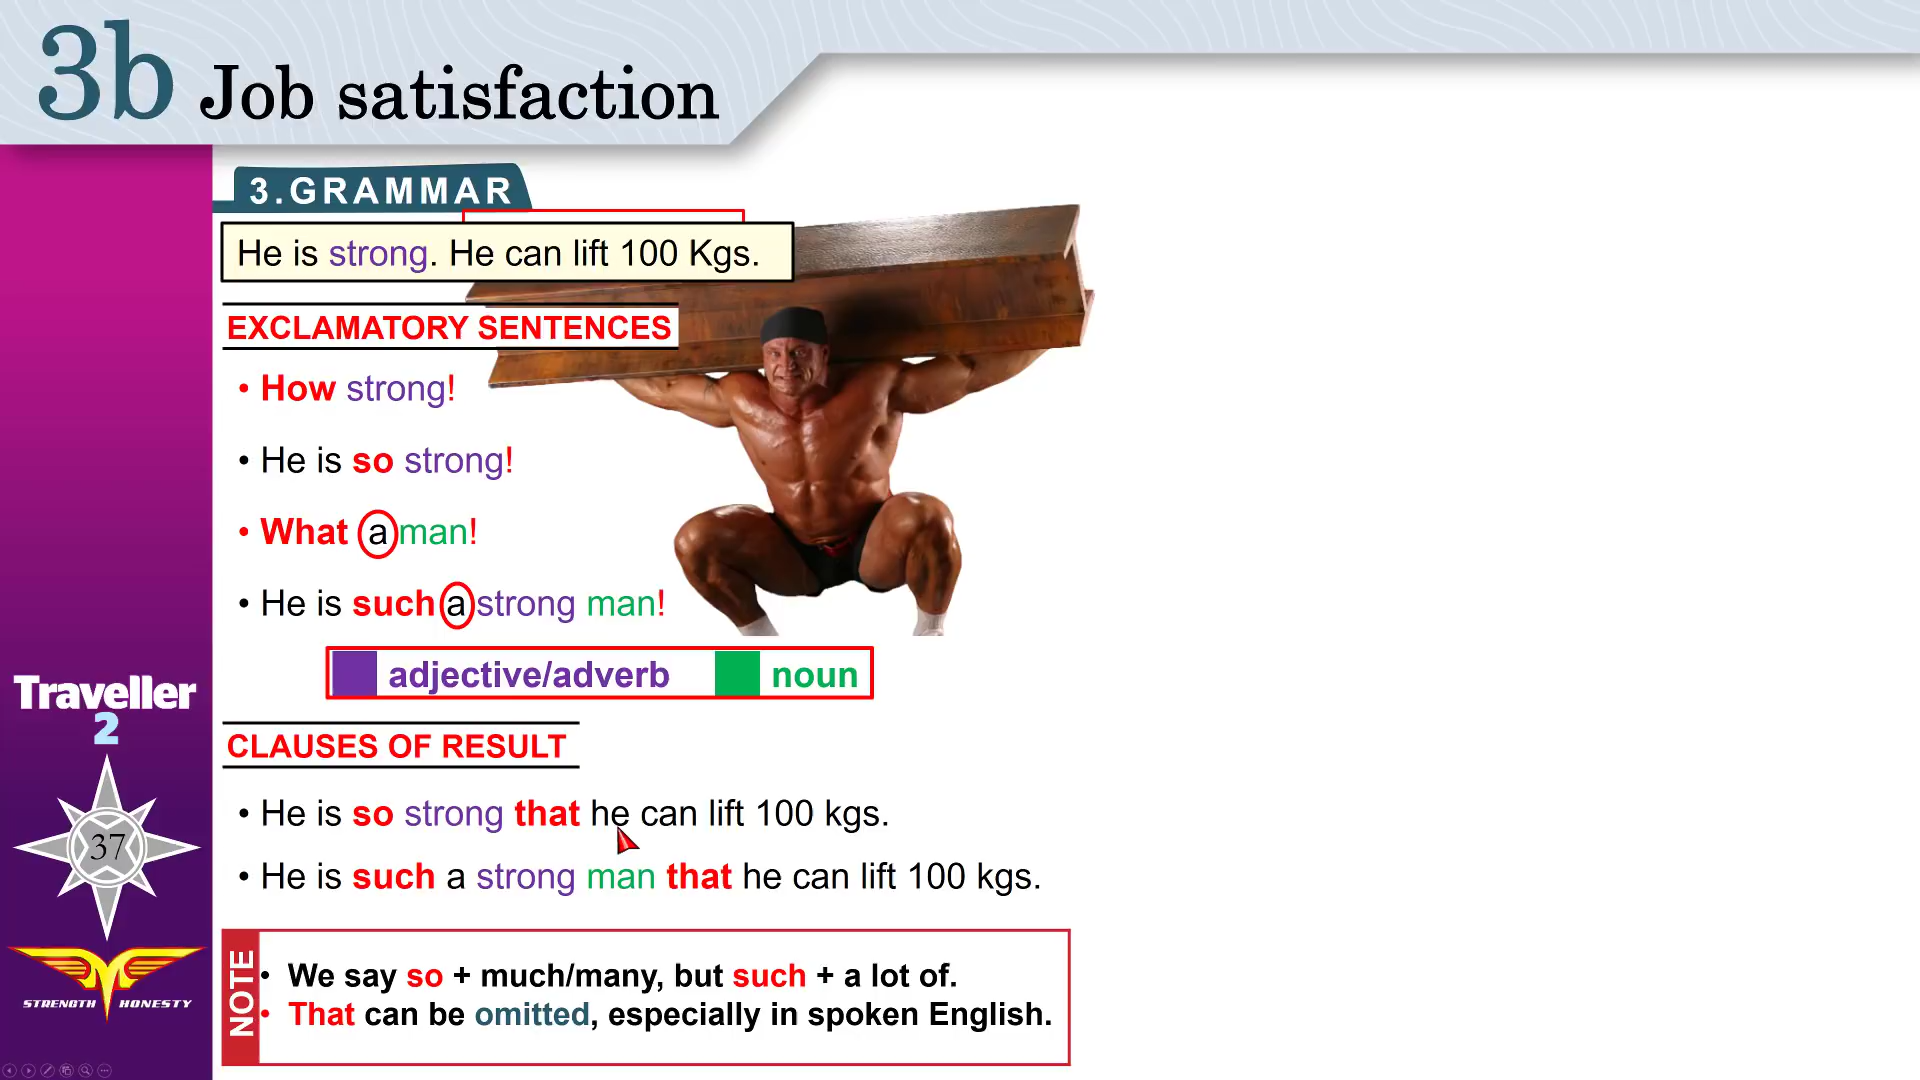 3b Job satisfaction
3.GRAMMAR
He is strong. He can lift 100 Kgs.
EXCLAMATORY SENTENCES
• How strong!
• He is so strong!
• What a man!
• He is such a strong man!
adjective/adverb noun
CLAUSES OF RESULT
• He is so strong that he can lift 100 kgs.
• He is such a strong man that he can lift 100 kgs.
NOTE
• We say so + much/many, but such + a lot of.
• That can be omitted, especially in spoken English.
Traveller
2
37
STRENGTH HONESTY